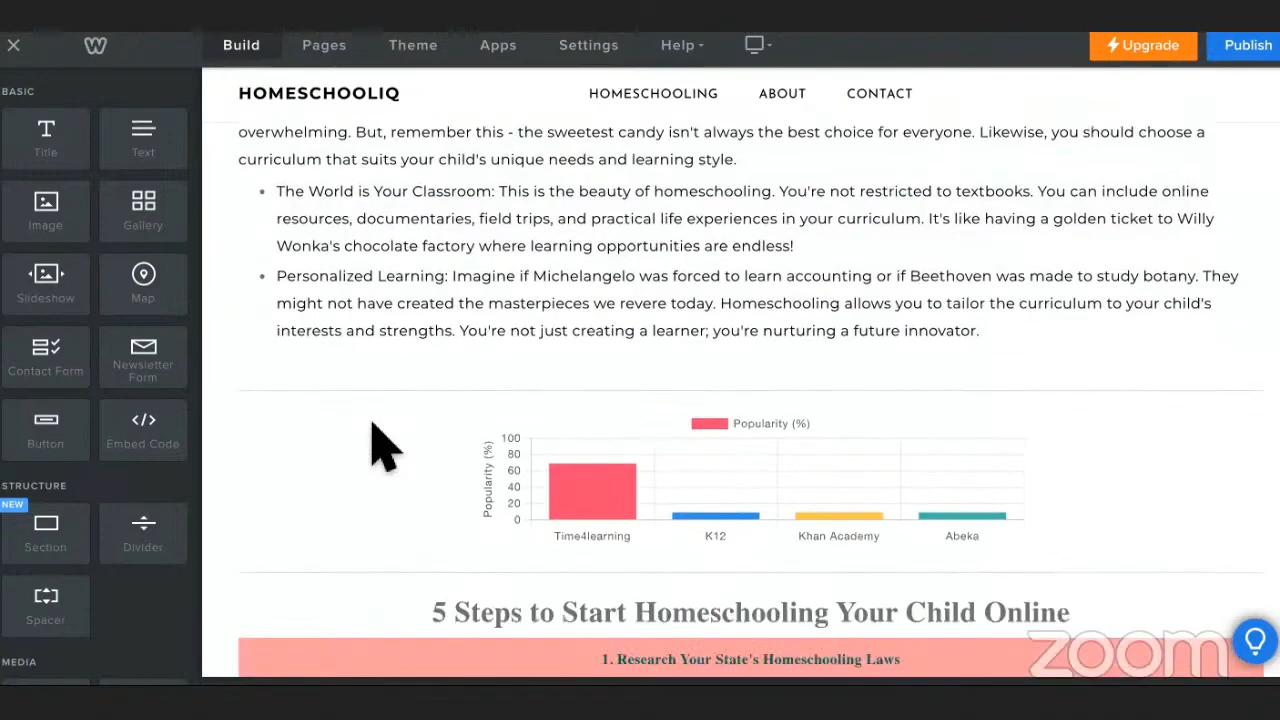 Build
Pages
Theme
Apps
Settings
Help
Upgrade
Publish
BASIC
Title
Text
Image
Gallery
Slideshow
Map
Contact Form
Newsletter
Form
Button
Embed Code
STRUCTURE
NEW
Section
Divider
Spacer
MEDIA
HOMESCHOOLIQ
HOMESCHOOLING
ABOUT
CONTACT
overwhelming. But, remember this - the sweetest candy isn't always the best choice for everyone. Likewise, you should choose a
curriculum that suits your child's unique needs and learning style.
The World is Your Classroom: This is the beauty of homeschooling. You're not restricted to textbooks. You can include online
resources, documentaries, field trips, and practical life experiences in your curriculum. It's like having a golden ticket to Willy
Wonka's chocolate factory where learning opportunities are endless!
Personalized Learning: Imagine if Michelangelo was forced to learn accounting or if Beethoven was made to study botany. They
might not have created the masterpieces we revere today. Homeschooling allows you to tailor the curriculum to your child's
interests and strengths. You're not just creating a learner; you're nurturing a future innovator.
Popularity (%)
Popularity (%)
100
80
60
40
20
0
Time4learning
K12
Khan Academy
Abeka
5 Steps to Start Homeschooling Your Child Online
1. Research Your State's Homeschooling Laws
zoom